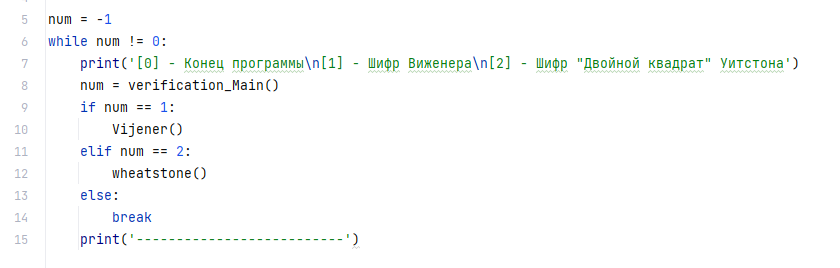 5 num = -1
6 while num != 0:
7 print('[0] - Конец программы\n[1] - Шифр Виженера\n[2] - Шифр "Двойной квадрат" Уитстона')
8 num = verification_Main()
9 if num == 1:
10 Vijener()
11 elif num == 2:
12 wheatstone()
13 else:
14 break
15 print('--------------------------')